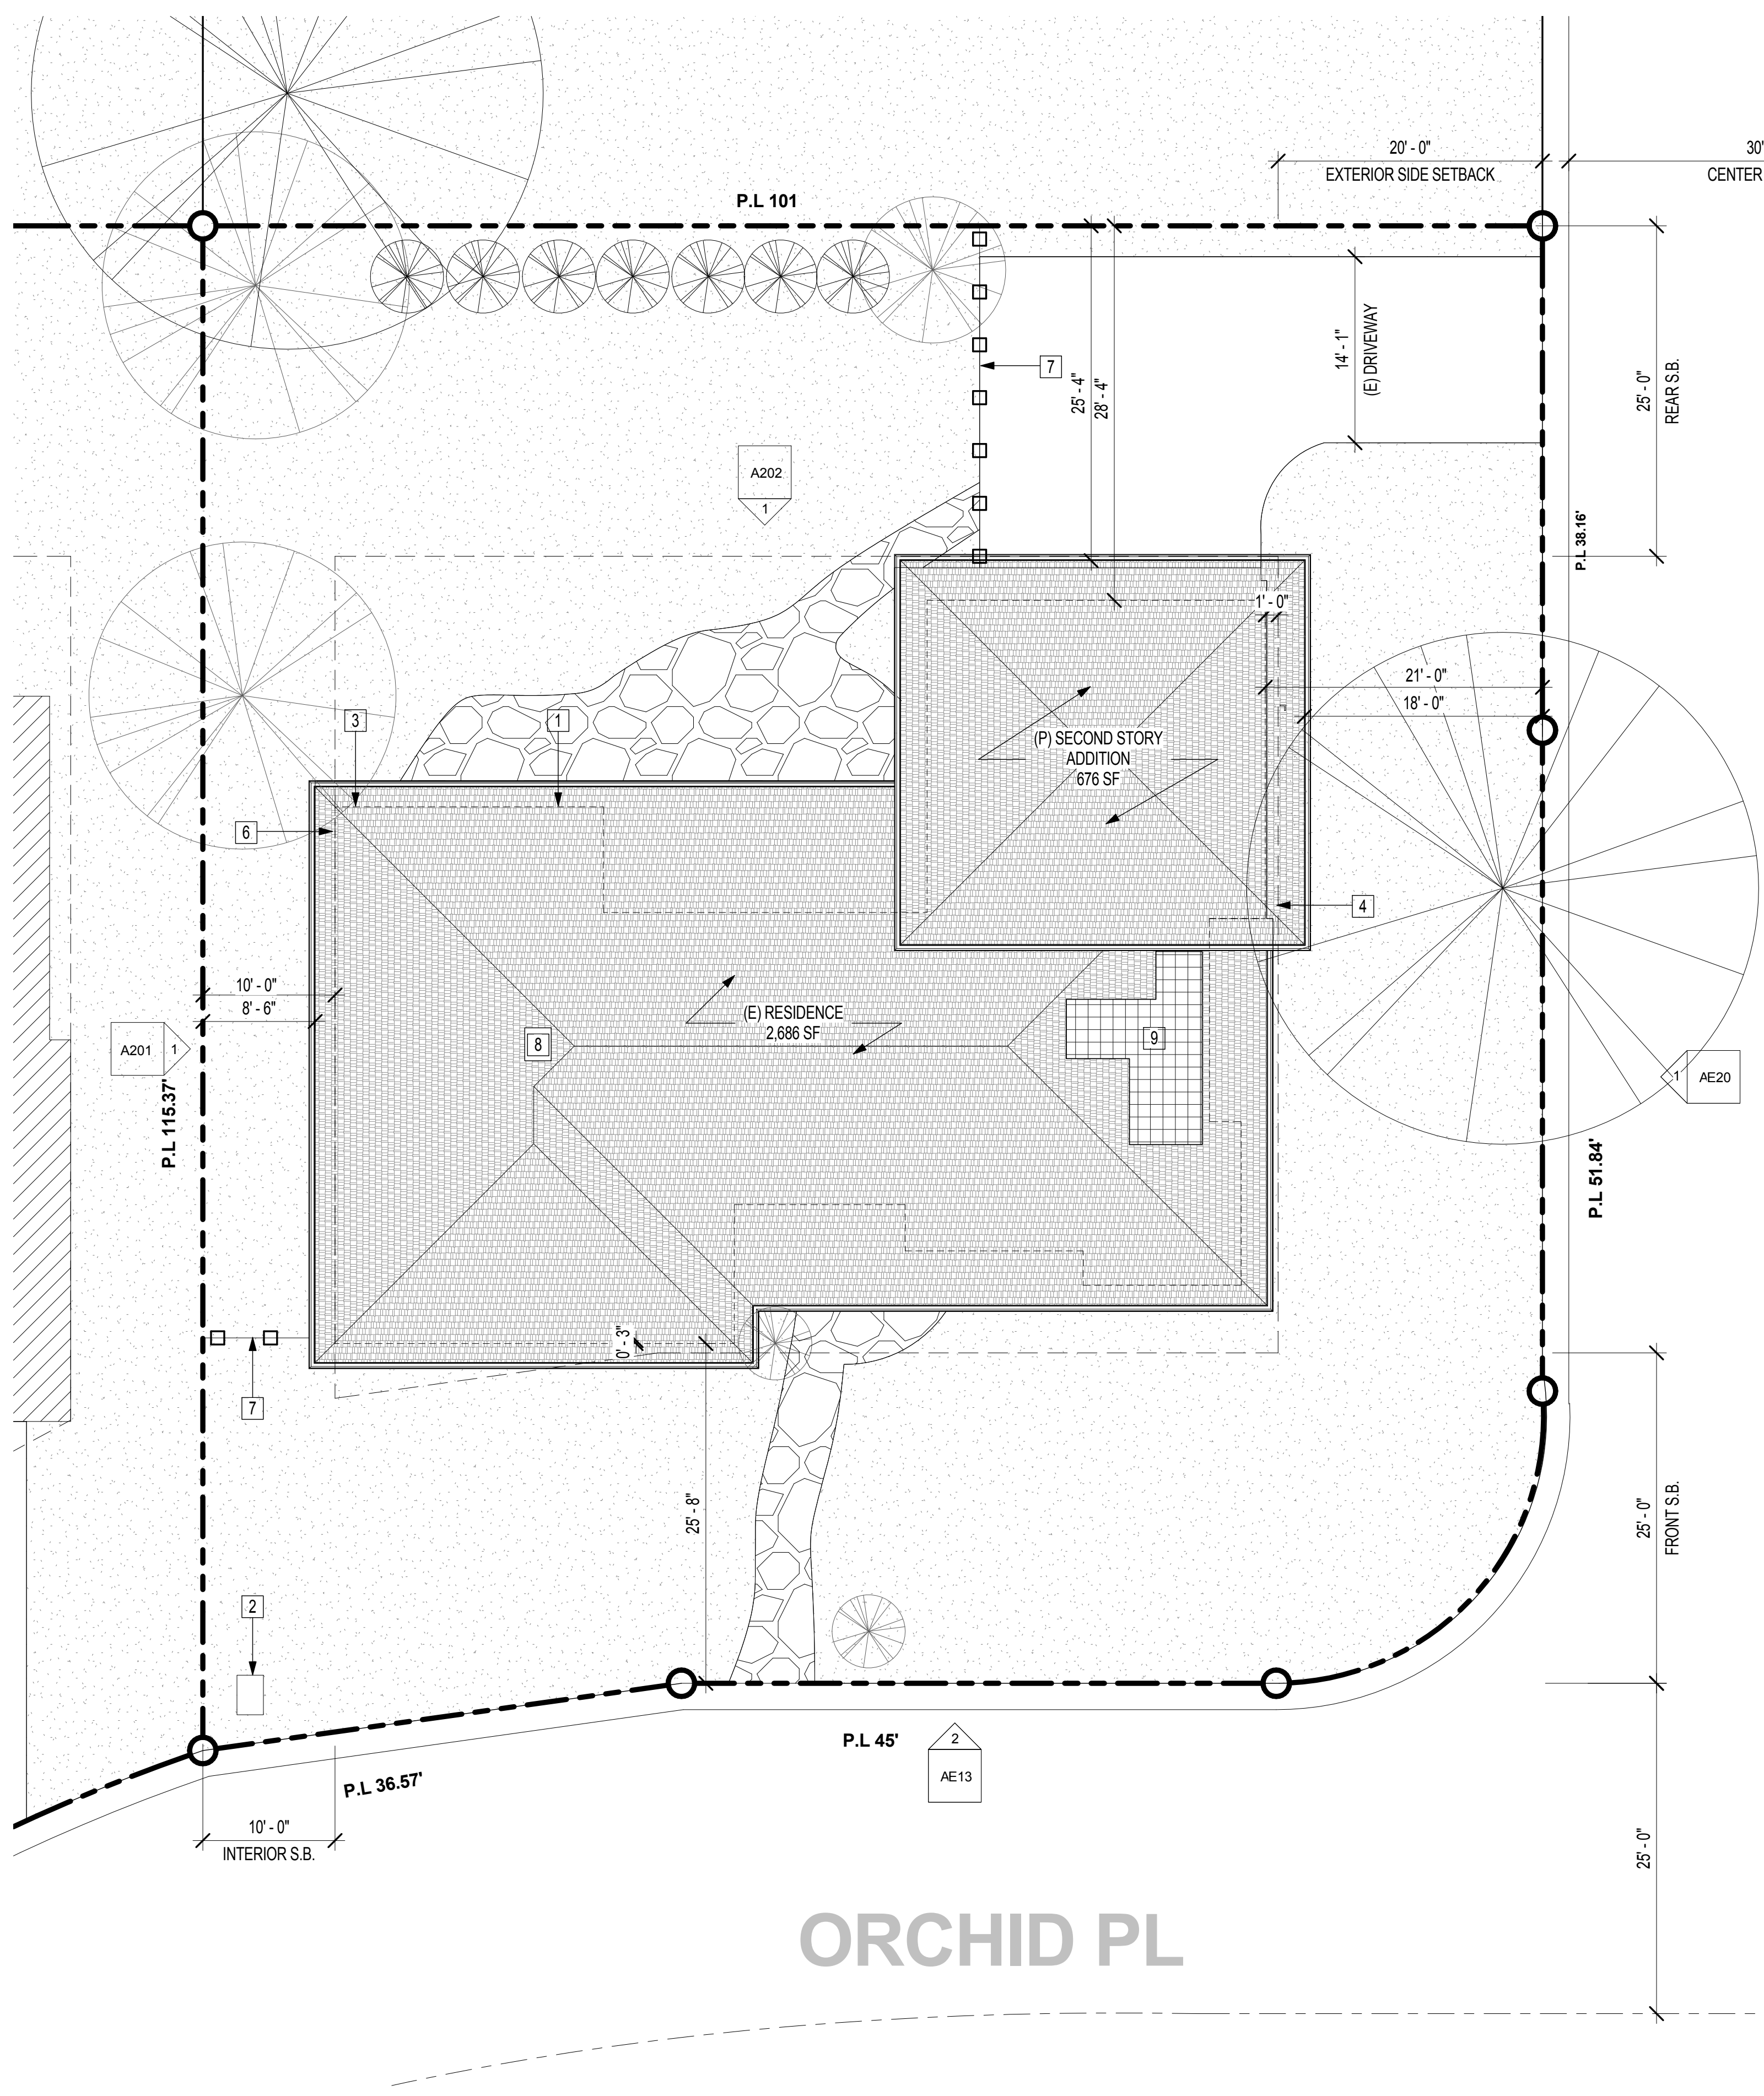 20' - 0"
EXTERIOR SIDE SETBACK
30'
CENTER
P.L 101
7
25' - 4"
28' - 4"
14' - 1"
(E) DRIVEWAY
25' - 0"
REAR S.B.
A202
1
P.L 38.16'
1' - 0"
21' - 0"
18' - 0"
3
1
(P) SECOND STORY
ADDITION
676 SF
6
4
10' - 0"
8' - 6"
(E) RESIDENCE
2,686 SF
A201
1
8
9
1
AE20
P.L 115.37'
P.L 51.84'
0' - 3"
7
25' - 8"
25' - 0"
FRONT S.B.
2
P.L 45'
2
AE13
P.L 36.57'
10' - 0"
INTERIOR S.B.
25' - 0"
ORCHID PL